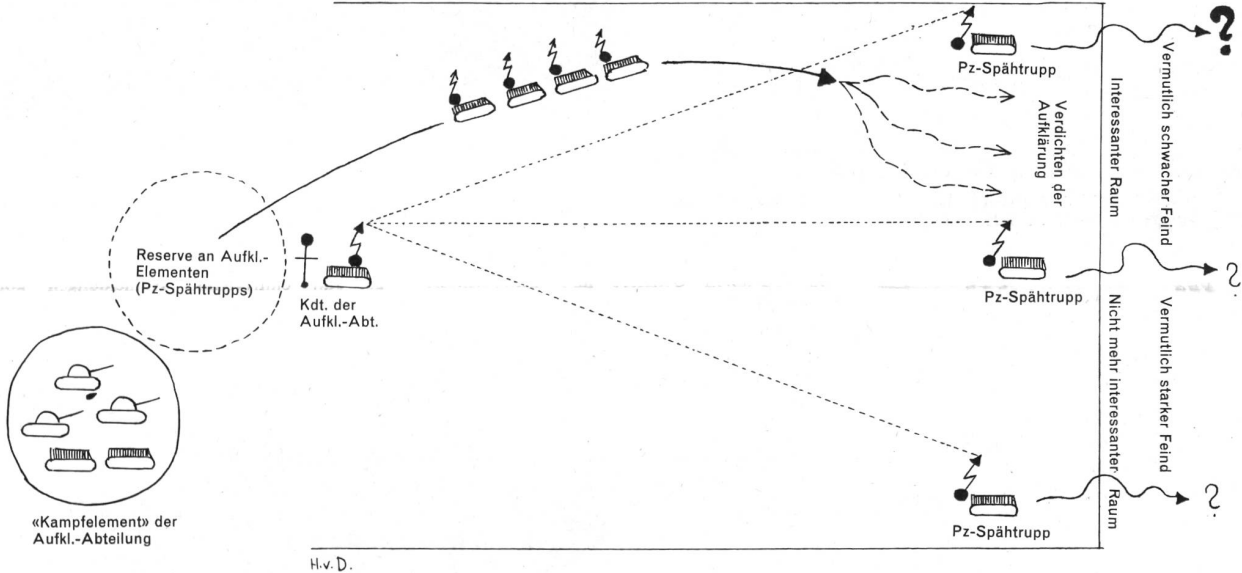 ?
Pz-Spähtrupp
Vermutlich schwacher Feind
Interessanter Raum
Verdichten der
Aufklärung
Reserve an Aufkl.-
Elementen
(Pz-Spähtrupps)
Kdt. der
Aufkl.-Abt.
Pz-Spähtrupp
?
Nicht mehr interessanter Raum
Vermutlich starker Feind
«Kampfelement» der
Aufkl.-Abteilung
Pz-Spähtrupp
?
H.v.D.